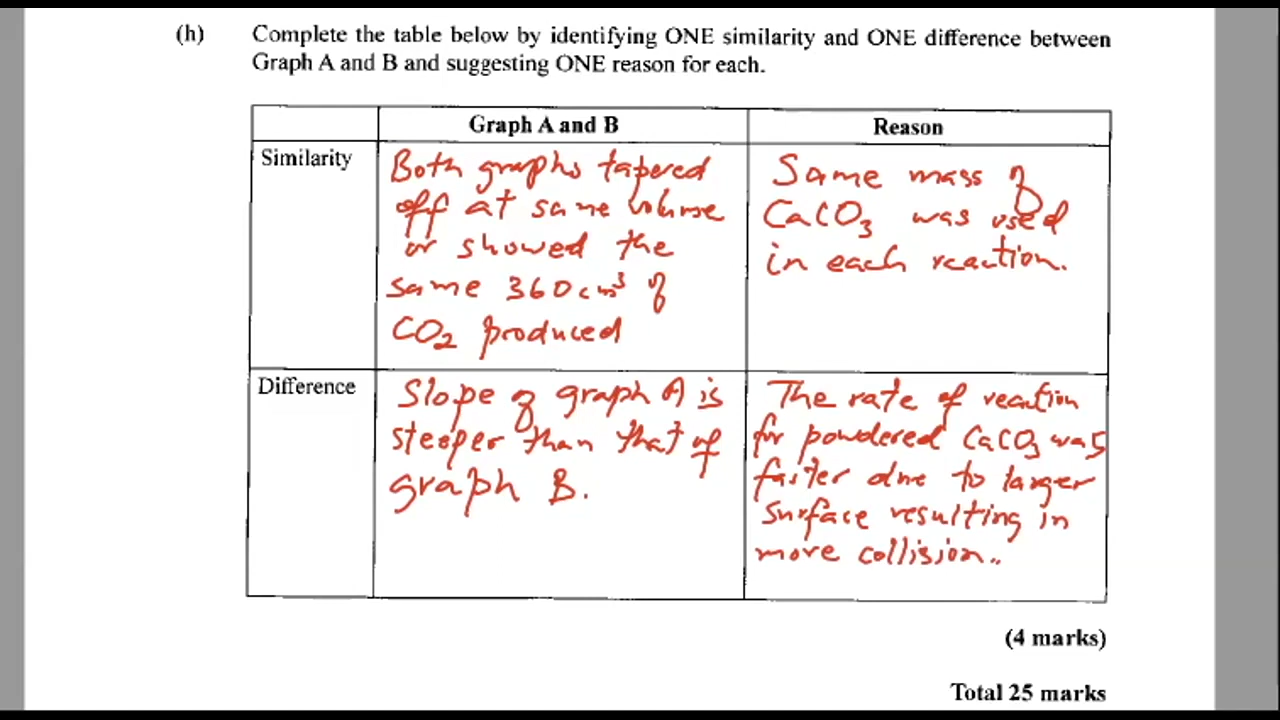 (h) Complete the table below by identifying ONE similarity and ONE difference between
Graph A and B and suggesting ONE reason for each.
Graph A and B
Reason
Similarity
Both graphs tapered
off at same volume
or showed the
same 360cm³ of
CO₂ produced
Same mass of
CaCO₃ was used
in each reaction.
Difference
Slope of graph A is
steeper than that of
graph B.
The rate of reaction
for powdered CaCO₃ was
faster due to larger
surface resulting in
more collision..
(4 marks)
Total 25 marks